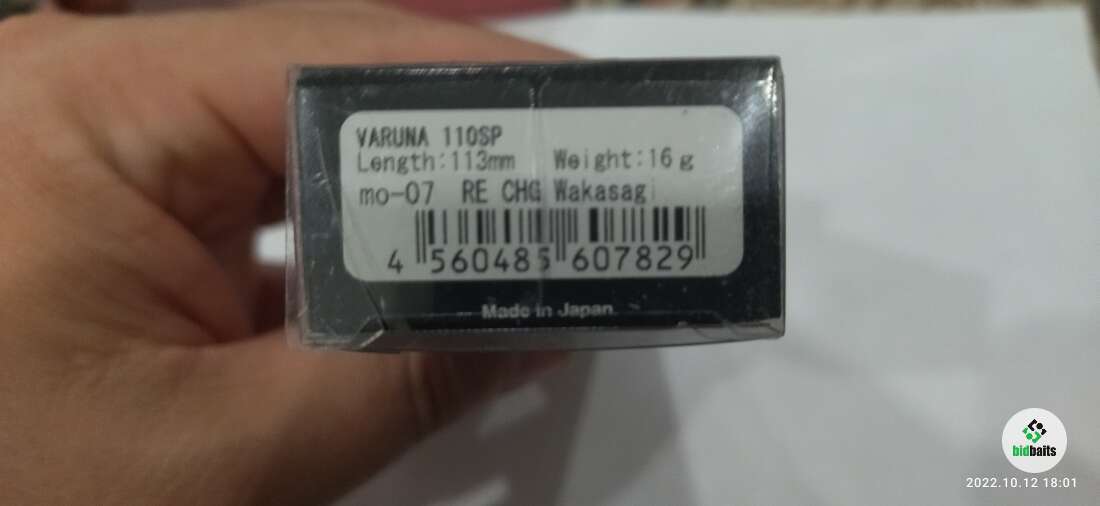 VARUNA 110SP
Length:113mm Weight:16g
mo-07 RE CHG Wakasagi
4 560485 607829
Made in Japan
bidbaits
2022.10.12 18:01